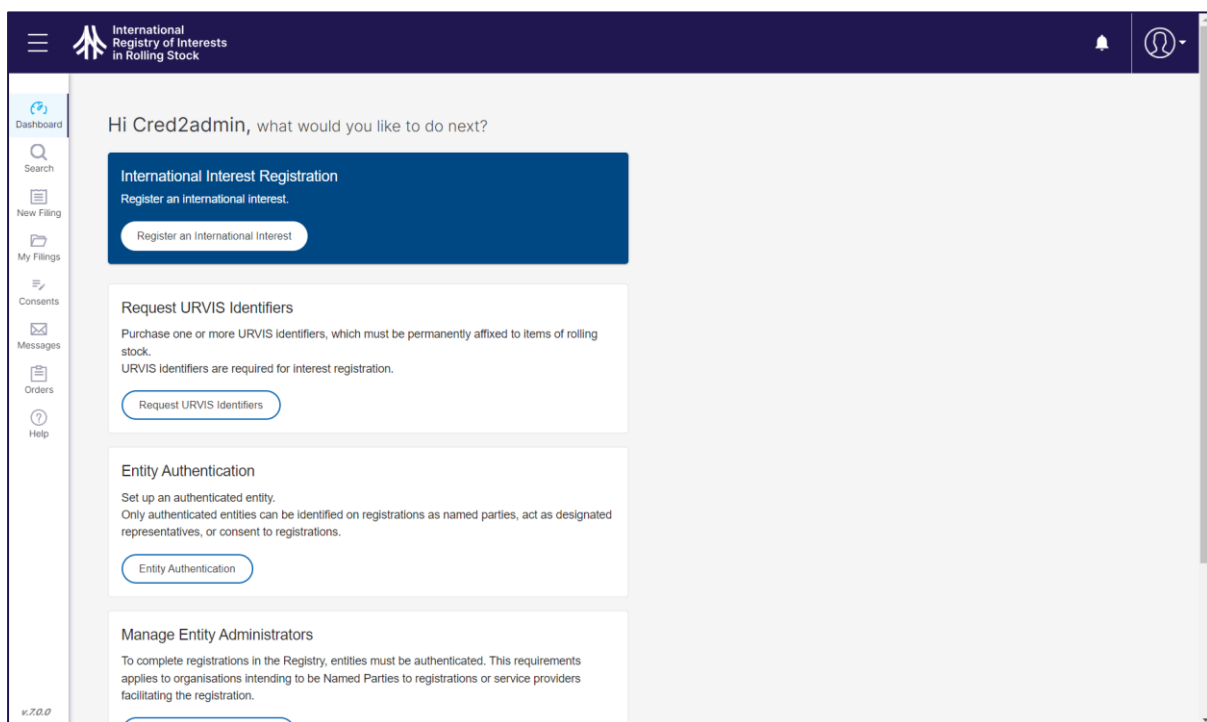 International
Registry of Interests
in Rolling Stock
Dashboard
Search
New Filing
My Filings
Consents
Messages
Orders
Help
v.7.0.0
Hi Cred2admin, what would you like to do next?
International Interest Registration
Register an international interest.
Register an International Interest
Request URVIS Identifiers
Purchase one or more URVIS identifiers, which must be permanently affixed to items of rolling
stock.
URVIS identifiers are required for interest registration.
Request URVIS Identifiers
Entity Authentication
Set up an authenticated entity.
Only authenticated entities can be identified on registrations as named parties, act as designated
representatives, or consent to registrations.
Entity Authentication
Manage Entity Administrators
To complete registrations in the Registry, entities must be authenticated. This requirements
applies to organisations intending to be Named Parties to registrations or service providers
facilitating the registration.